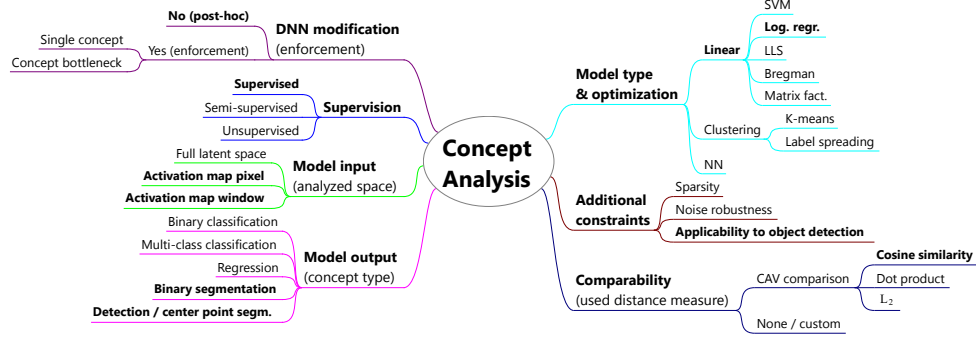 No (post-hoc)
DNN modification
(enforcement)
Single concept
Yes (enforcement)
Concept bottleneck
Supervised
Semi-supervised
Supervision
Unsupervised
Full latent space
Model input
Activation map pixel
(analyzed space)
Activation map window
Binary classification
Multi-class classification
Model output
Regression
(concept type)
Binary segmentation
Detection / center point segm.
Concept
Analysis
Model type
& optimization
Linear
SVM
Log. regr.
LLS
Bregman
Matrix fact.
Clustering
K-means
Label spreading
NN
Additional
constraints
Sparsity
Noise robustness
Applicability to object detection
Comparability
(used distance measure)
CAV comparison
Cosine similarity
Dot product
L₂
None / custom